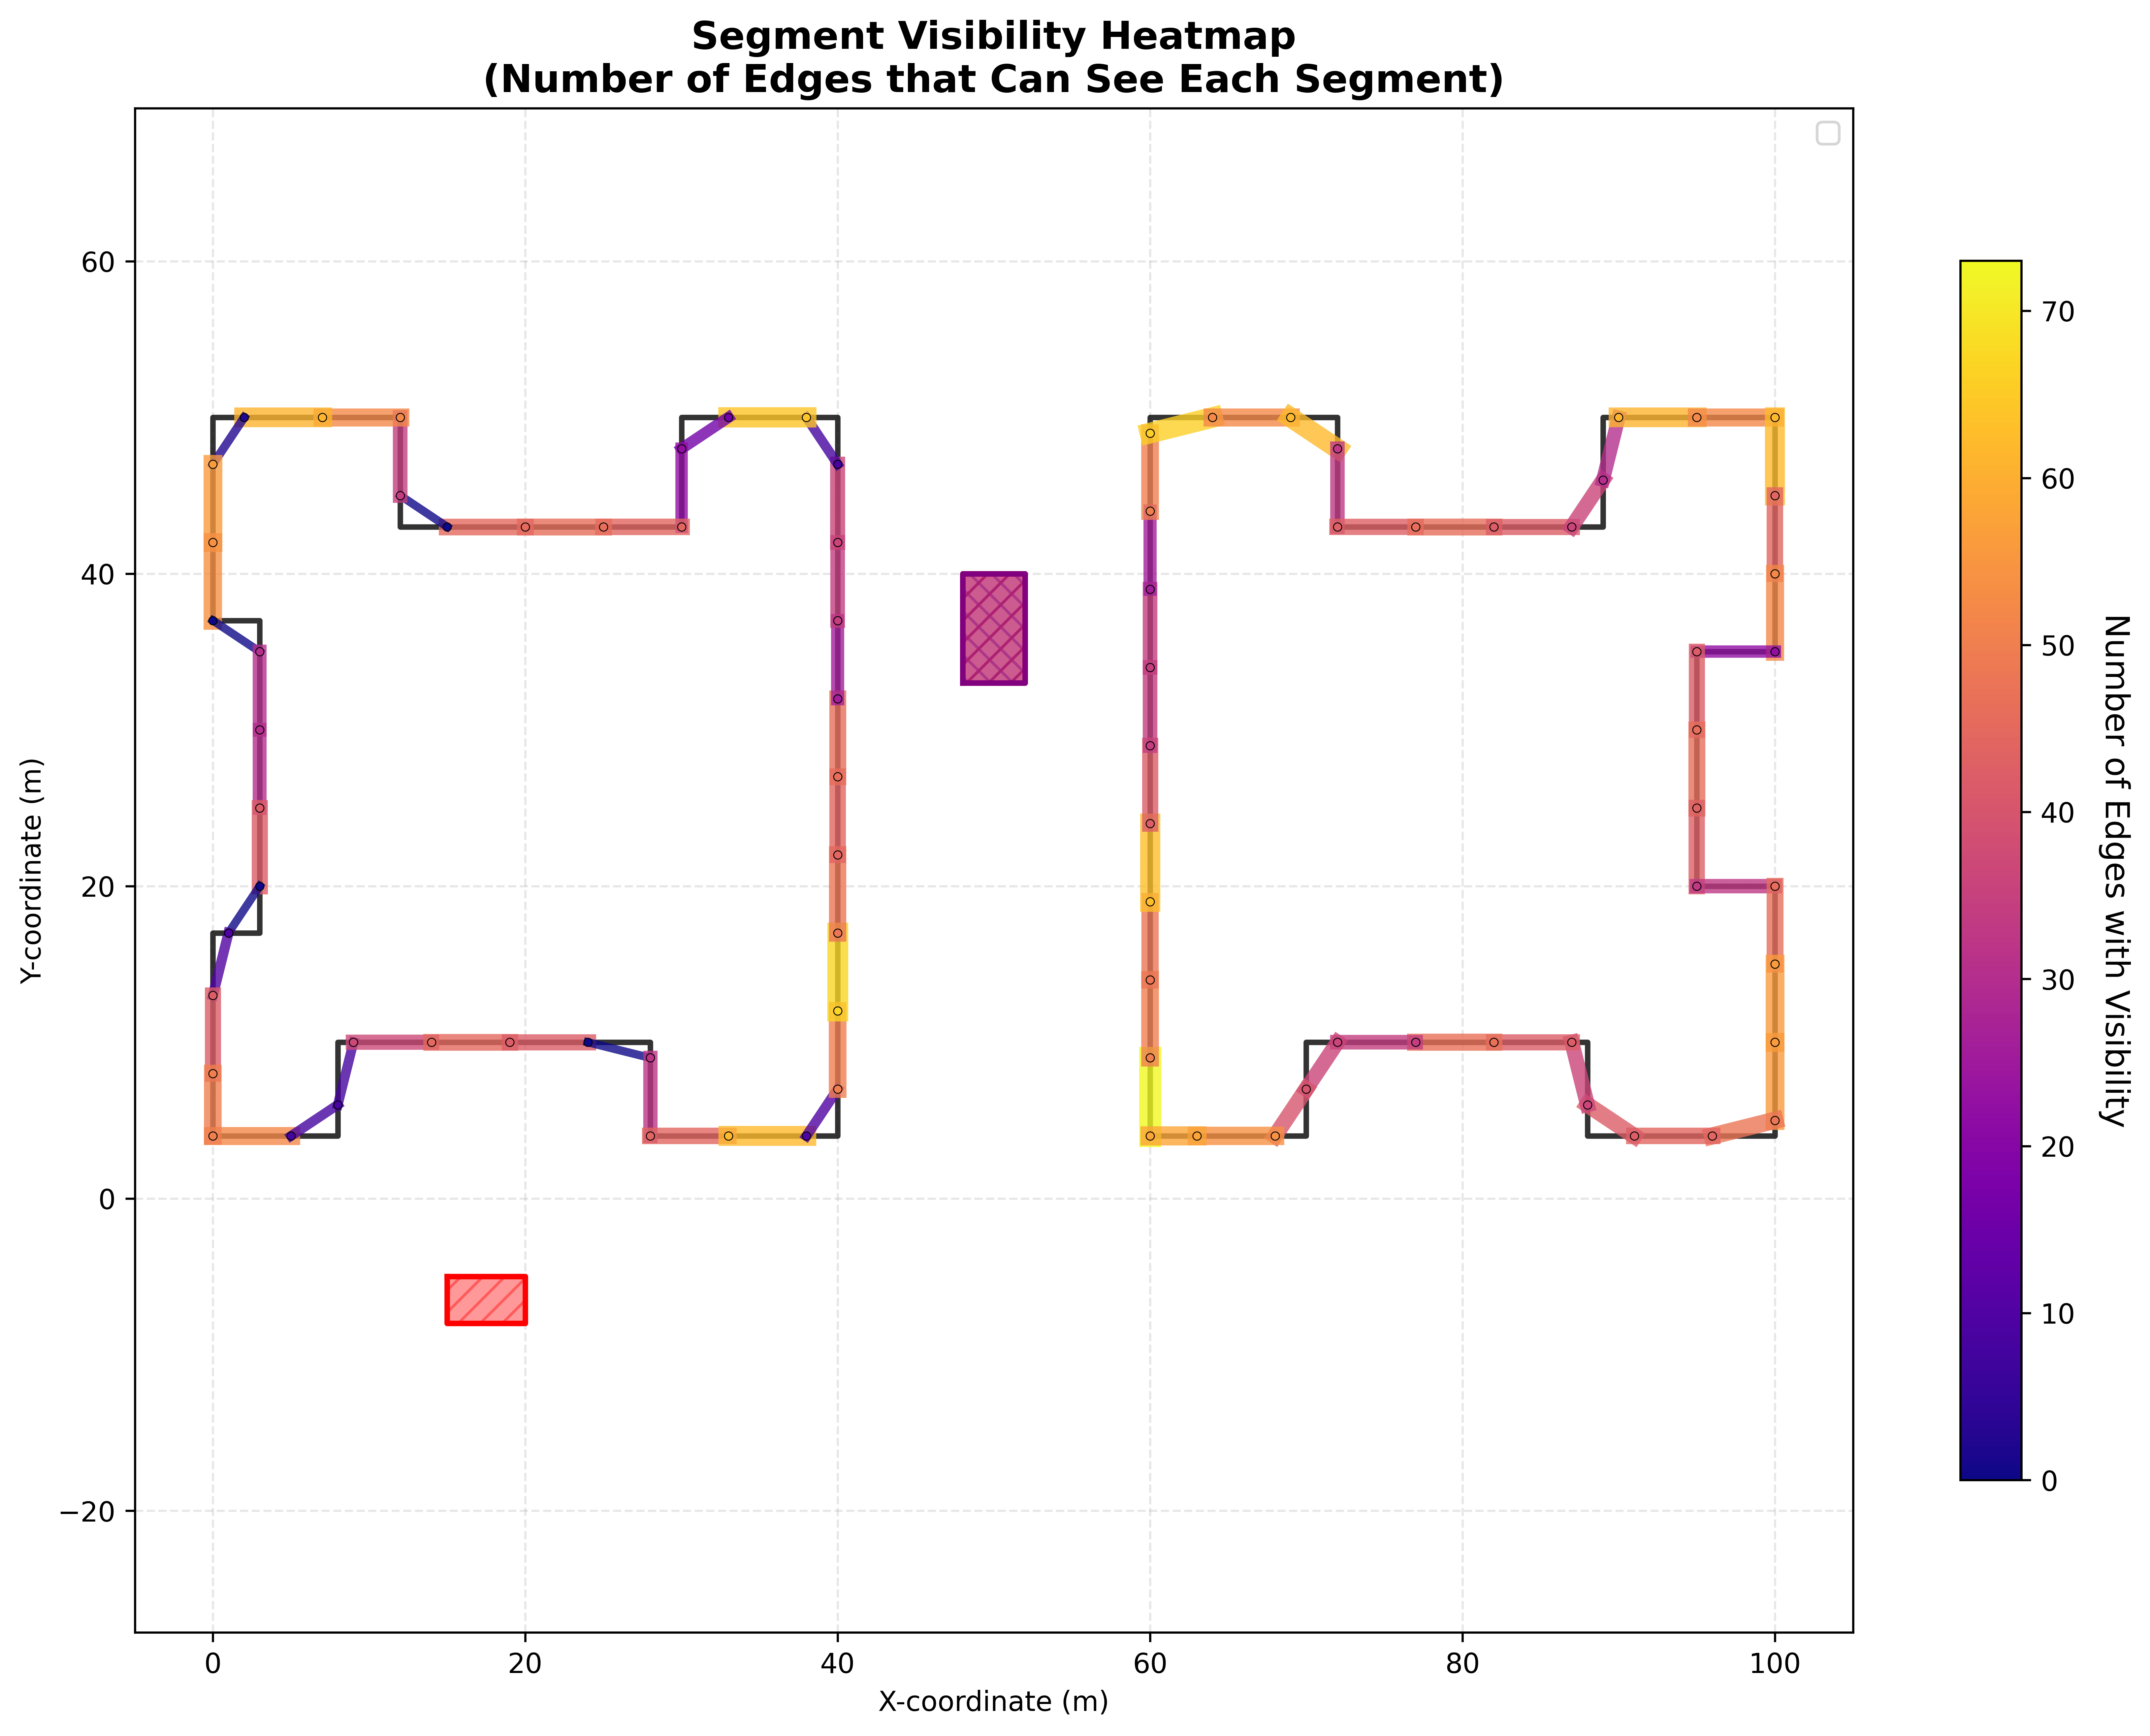 Segment Visibility Heatmap
(Number of Edges that Can See Each Segment)
60
40
20
0
−20
Y-coordinate (m)
0 20 40 60 80 100
X-coordinate (m)
70
60
50
40
30
20
10
0
Number of Edges with Visibility